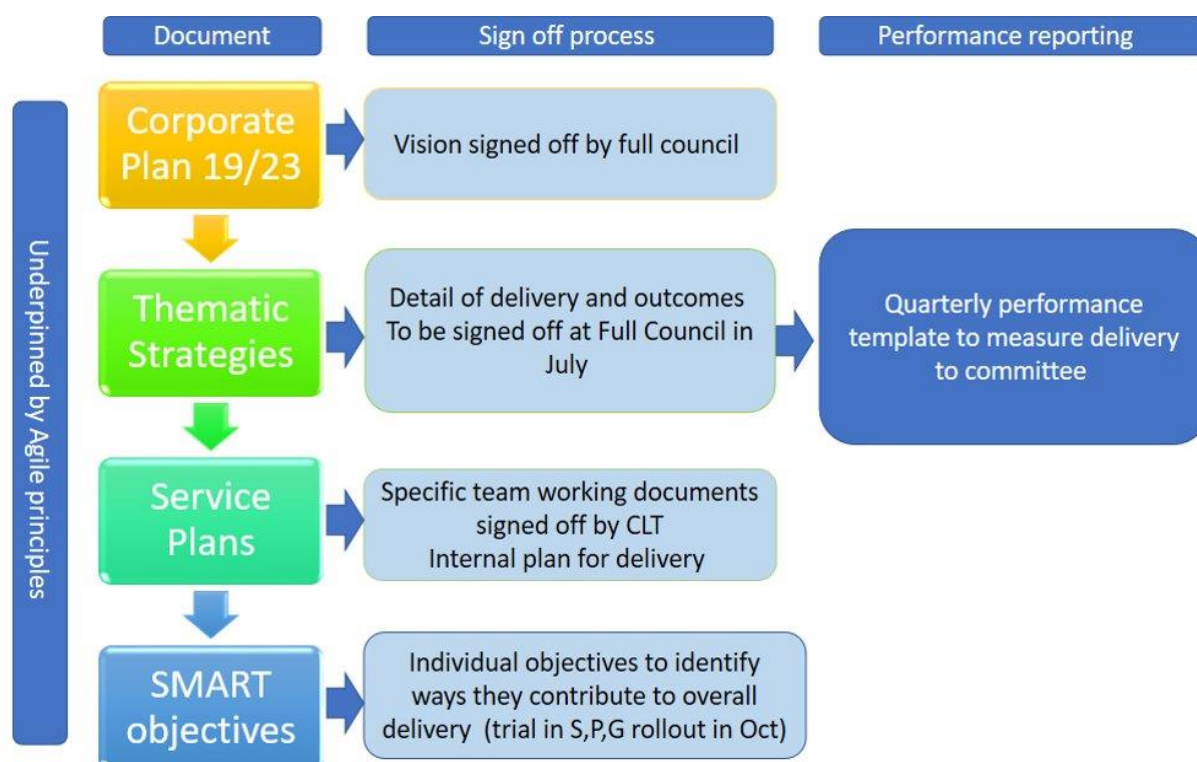 Document
Sign off process
Performance reporting
Underpinned by Agile principles
Corporate
Plan 19/23
Vision signed off by full council
Thematic
Strategies
Detail of delivery and outcomes
To be signed off at Full Council in
July
Quarterly performance
template to measure delivery
to committee
Service
Plans
Specific team working documents
signed off by CLT
Internal plan for delivery
SMART
objectives
Individual objectives to identify
ways they contribute to overall
delivery (trial in S,P,G rollout in Oct)